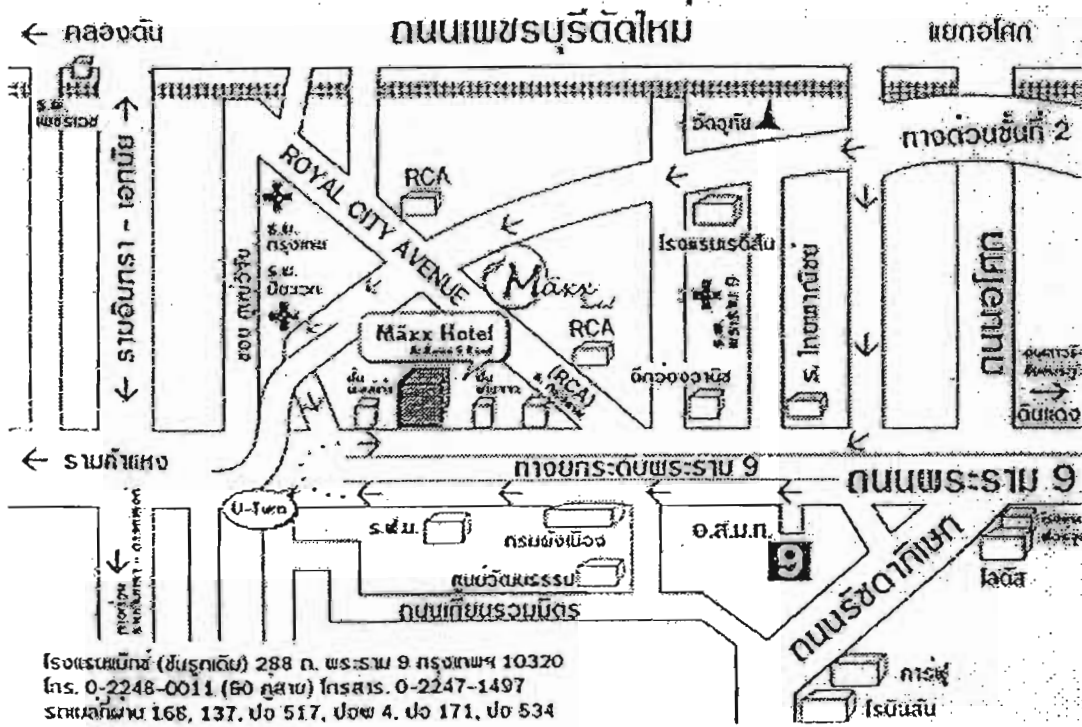 ← คลองตัน
ถนนเพชรบุรีตัดใหม่
แยกอโศก
ร.พ.
เพชรเวช
← รามอินทรา - เอกมัย →
ROYAL CITY AVENUE
RCA
วัดอุทัย
ทางด่วนขั้นที่ 2
ร.พ.
กรุงเทพ
ร.พ.
ปิยะเวท
ซอย ศูนย์วิจัย
Mäxx
โรงแรมเรดิสัน
ร.พ.
พระราม 9
ร. ไทยพาณิชย์
ถนนอโศก
Mäxx Hotel
RCA
(RCA)
ตึกว่องวานิช
ดินแดง
← รามคำแหง
ทางยกระดับพระราม 9
ถนนพระราม 9
U-Turn
ร.ฟ.ม.
กรมผังเมือง
อ.ส.ม.ท.
9
โลตัส
ศูนย์วัฒนธรรม
ถนนเทียมร่วมมิตร
ถนนรัชดาภิเษก
คาร์ฟู
โรบินสัน
โรงแรมแม็กซ์ (ชั้นรูกเดิม) 288 ถ. พระราม 9 กรุงเทพฯ 10320
โทร. 0-2248-0011 (60 คู่สาย) โทรสาร. 0-2247-1497
รถเมล์ที่ผ่าน 168, 137, ปอ 517, ปอพ 4, ปอ 171, ปอ 534